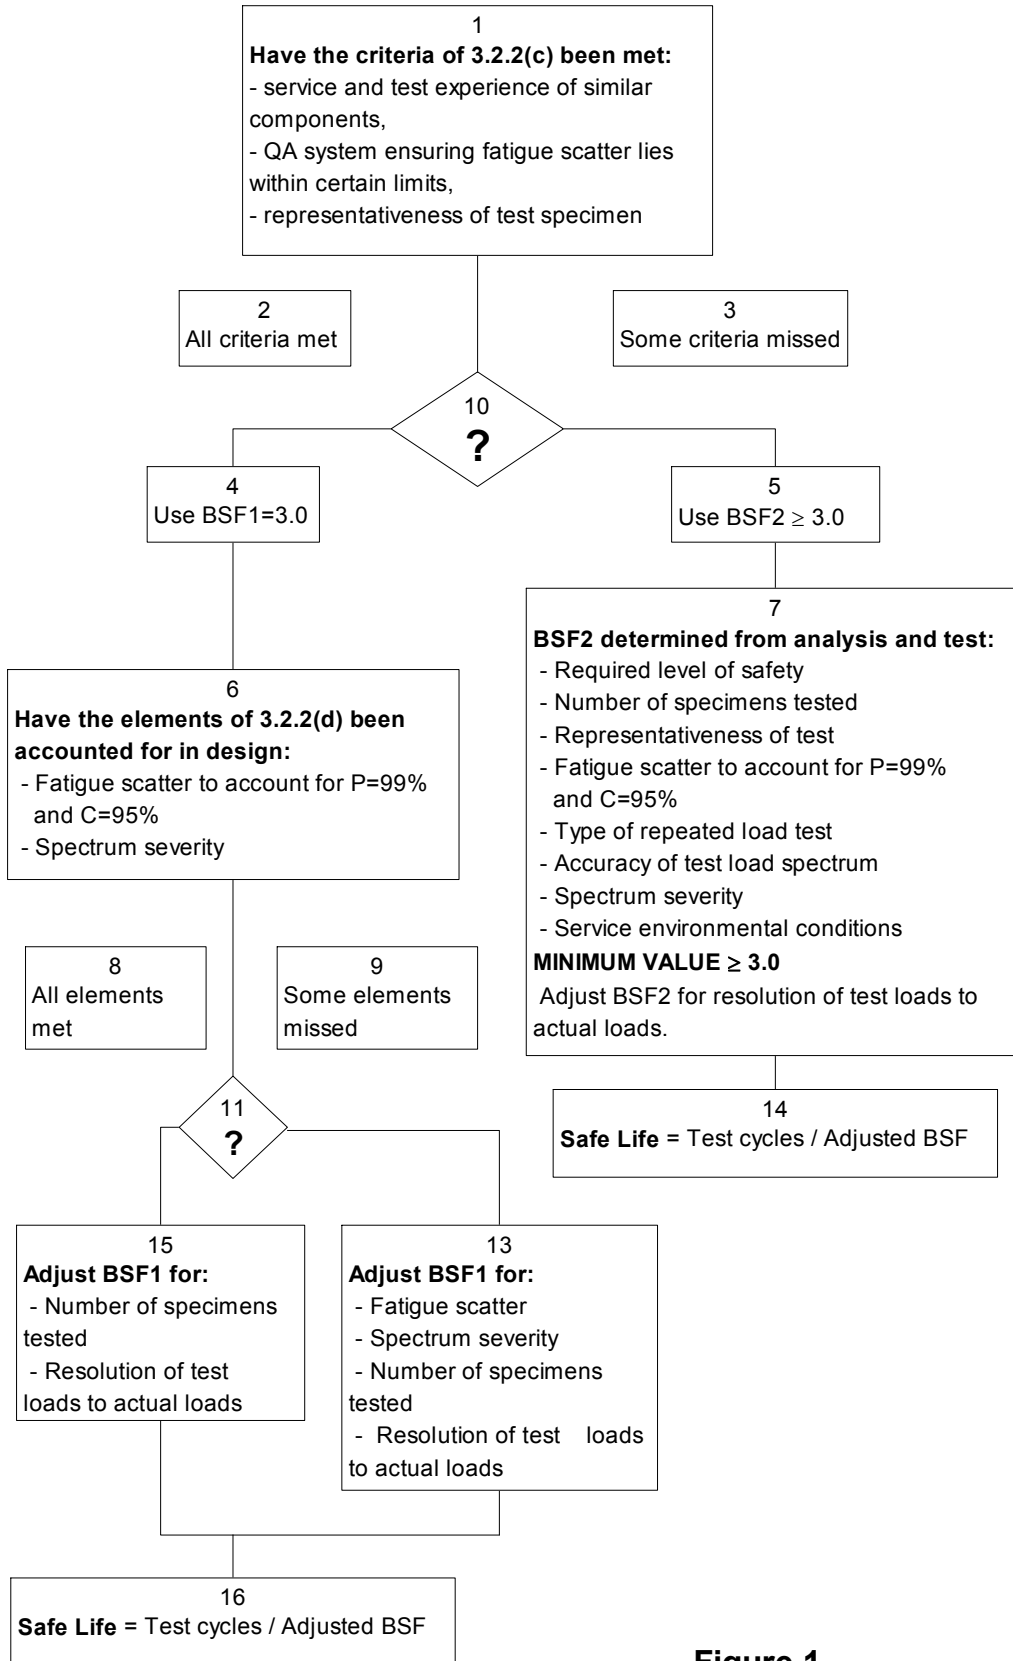 1
Have the criteria of 3.2.2(c) been met:
- service and test experience of similar
components,
- QA system ensuring fatigue scatter lies
within certain limits,
- representativeness of test specimen
2
All criteria met
3
Some criteria missed
10
?
4
Use BSF1=3.0
5
Use BSF2 ≥ 3.0
6
Have the elements of 3.2.2(d) been
accounted for in design:
- Fatigue scatter to account for P=99%
and C=95%
- Spectrum severity
7
BSF2 determined from analysis and test:
- Required level of safety
- Number of specimens tested
- Representativeness of test
- Fatigue scatter to account for P=99%
and C=95%
- Type of repeated load test
- Accuracy of test load spectrum
- Spectrum severity
- Service environmental conditions
MINIMUM VALUE ≥ 3.0
Adjust BSF2 for resolution of test loads to
actual loads.
8
All elements
met
9
Some elements
missed
11
?
14
Safe Life = Test cycles / Adjusted BSF
15
Adjust BSF1 for:
- Number of specimens
tested
- Resolution of test
loads to actual loads
13
Adjust BSF1 for:
- Fatigue scatter
- Spectrum severity
- Number of specimens
tested
- Resolution of test loads
to actual loads
16
Safe Life = Test cycles / Adjusted BSF
Figure 1